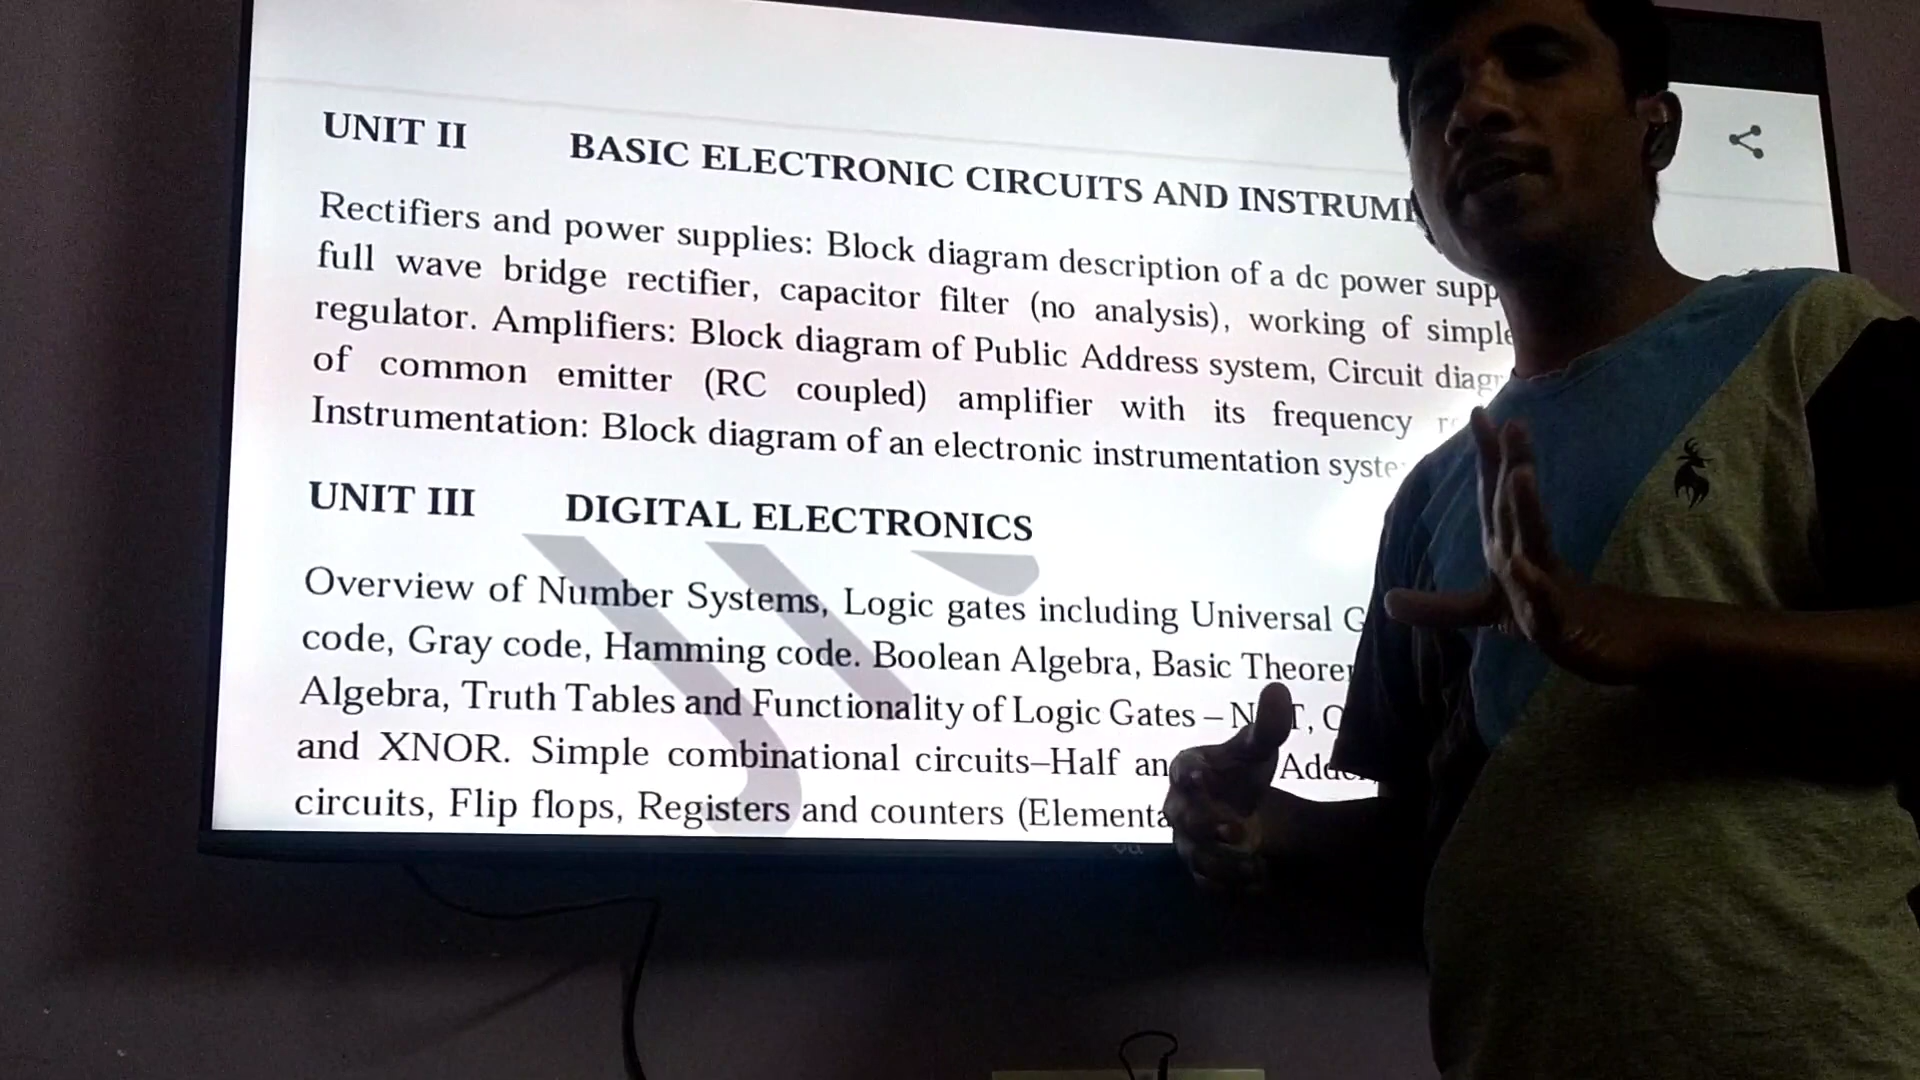 UNIT II BASIC ELECTRONIC CIRCUITS AND INSTRUM
Rectifiers and power supplies: Block diagram description of a dc power supp
full wave bridge rectifier, capacitor filter (no analysis), working of simple
regulator. Amplifiers: Block diagram of Public Address system, Circuit diagr
of common emitter (RC coupled) amplifier with its frequency r
Instrumentation: Block diagram of an electronic instrumentation syste
UNIT III DIGITAL ELECTRONICS
Overview of Number Systems, Logic gates including Universal G
code, Gray code, Hamming code. Boolean Algebra, Basic Theore
Algebra, Truth Tables and Functionality of Logic Gates – N T, O
and XNOR. Simple combinational circuits–Half an Adde
circuits, Flip flops, Registers and counters (Elementa